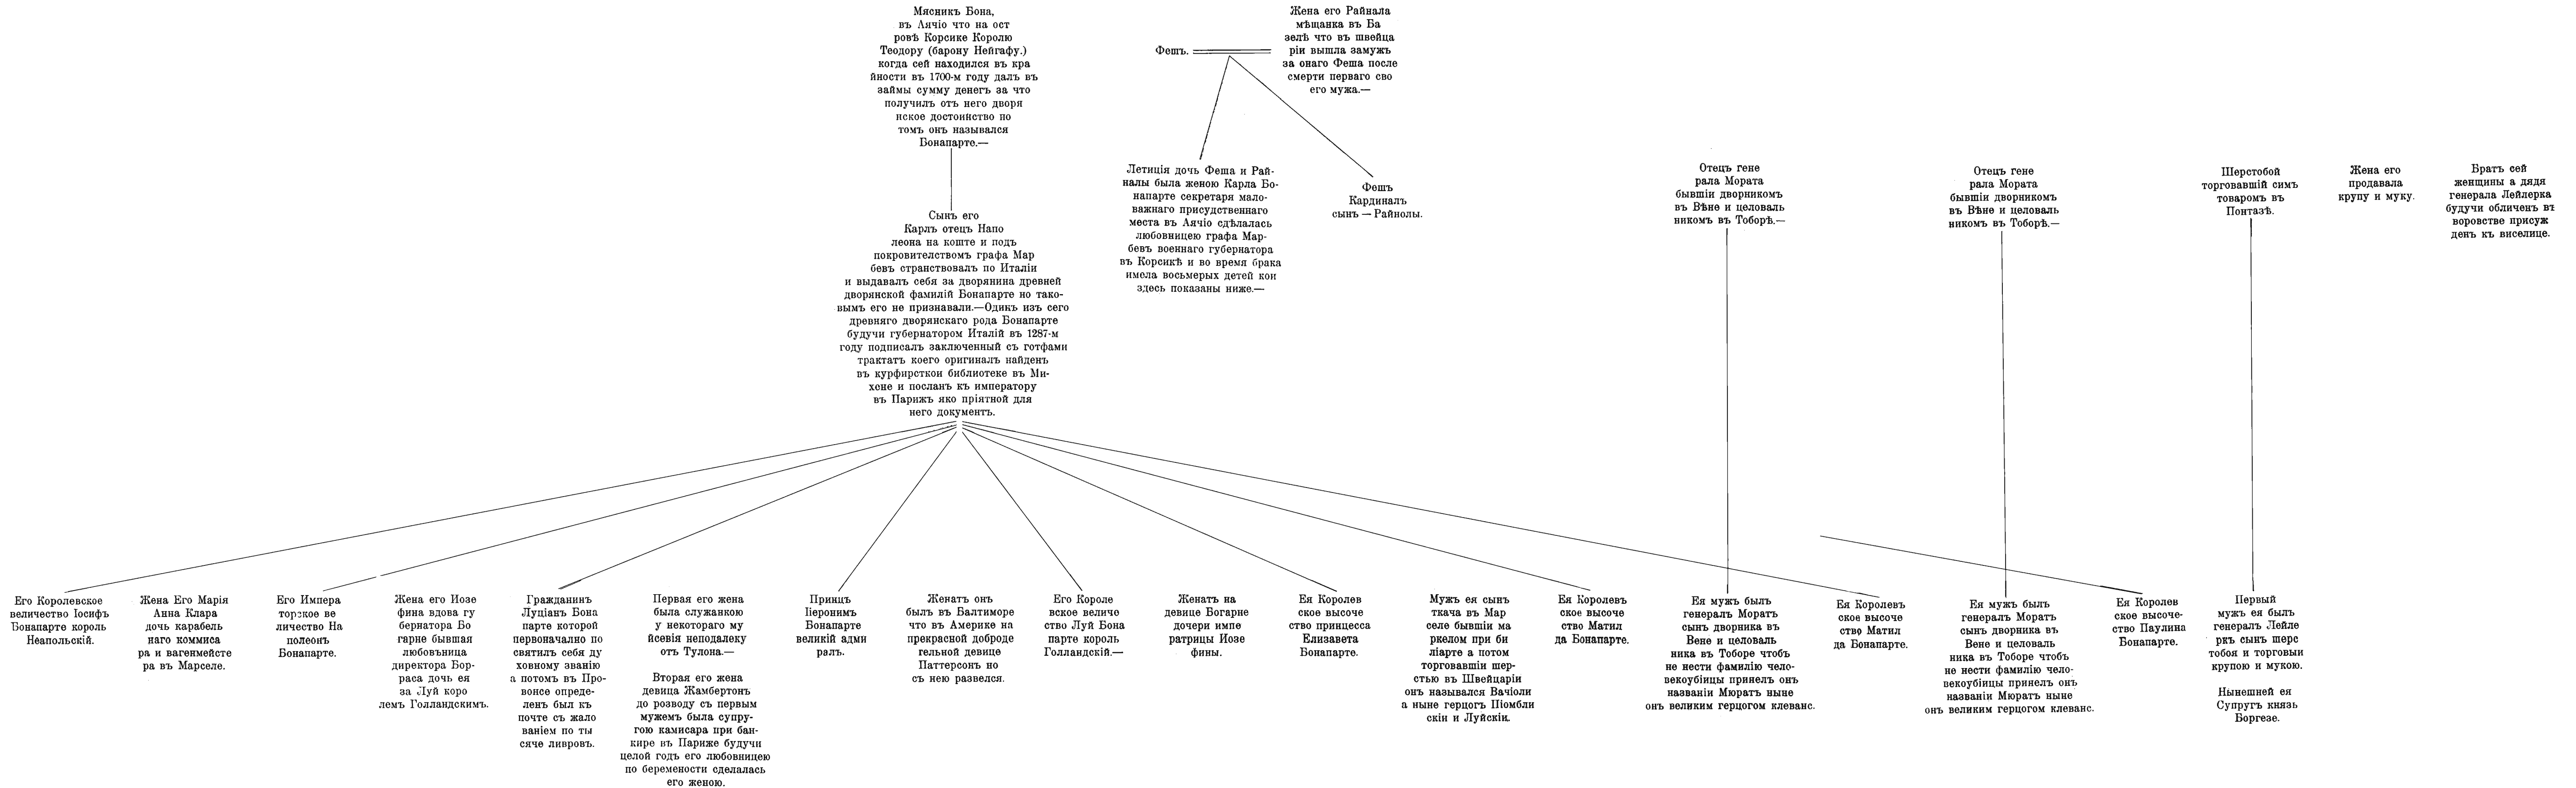 Мясникъ Бона,
въ Аячіо что на ост
ровѣ Корсике Королю
Теодору (барону Нейгафу.)
когда сей находился въ кра
йности въ 1700-м году далъ въ
займы сумму денегъ за что
получилъ отъ него дворя
нское достоинство по
томъ онъ назывался
Бонапарте.—
Фешъ.
Жена его Райнала
мѣщанка въ Ба
зелѣ что въ швейца
ріи вышла замужъ
за онаго Феша после
смерти перваго сво
его мужа.—
Сынъ его
Карлъ отецъ Напо
леона на коште и подъ
покровителствомъ графа Мар
бевъ странствовалъ по Италіи
и выдавалъ себя за дворянина древней
дворянской фамилій Бонапарте но тако-
вымъ его не признавали.—Одинъ изъ сего
древняго дворянскаго рода Бонапарте
будучи губернатором Италій въ 1287-м
году подписалъ заключенный съ готфами
трактатъ коего оригиналъ найденъ
въ курфирсткои библиотеке въ Ми-
хене и посланъ къ императору
въ Парижъ яко пріятной для
него документъ.
Летиція дочь Феша и Рай-
налы была женою Карла Бо-
напарте секретаря мало-
важнаго присудственнаго
места въ Аячіо сдѣлалась
любовницею графа Мар-
бевъ военнаго губернатора
въ Корсикѣ и во время брака
имела восьмерых детей кои
здесь показаны ниже.—
Фешъ
Кардиналъ
сынъ — Райнолы.
Отецъ гене
рала Мората
бывшіи дворникомъ
въ Вѣне и целоваль
никомъ въ Тоборѣ.—
Отецъ гене
рала Мората
бывшіи дворникомъ
въ Вѣне и целоваль
никомъ въ Тоборѣ.—
Шерстобой
торговавшій симъ
товаромъ въ
Понтазѣ.
Жена его
продавала
крупу и муку.
Братъ сей
женщины а дядя
генерала Лейлерка
будучи обличенъ въ
воровстве присуж
денъ къ виселице.
Его Королевское
величество Іосифъ
Бонапарте король
Неапольскій.
Жена Его Марія
Анна Клара
дочь карабель
наго коммиса
ра и вагенмейсте
ра въ Марселе.
Его Импера
торское ве
личество На
полеонъ
Бонапарте.
Жена его Иозе
фина вдова гу
бернатора Бо
гарне бывшая
любовъница
директора Бор-
раса дочь ея
за Луй коро
лемъ Голландскимъ.
Гражданинъ
Луціанъ Бона
парте которой
первоначално по
святилъ себя ду
ховному званію
а потомъ въ Про-
вонсе опреде-
ленъ был къ
почте съ жало
ваніем по ты
сяче ливровъ.
Первая его жена
была служанкою
у некотораго му
йсевія неподалеку
отъ Тулона.—
Вторая его жена
девица Жамбертонъ
до розводу съ первым
мужемъ была супру-
гою камисара при бан-
кире въ Париже будучи
целой годъ его любовницею
по беремености сделалась
его женою.
Принцъ
Іеронимъ
Бонапарте
великій адми
ралъ.
Женатъ онъ
былъ въ Балтиморе
что въ Америке на
прекрасной доброде
тельной девице
Паттерсонъ но
съ нею развелся.
Его Короле
вское величе
ство Луй Бона
парте король
Голландскій.—
Женатъ на
девице Богарне
дочери импе
ратрицы Иозе
фины.
Ея Королев
ское высоче
ство принцесса
Елизавета
Бонапарте.
Мужъ ея сынъ
ткача въ Мар
селе бывшіи ма
ркелом при би
ліарте а потом
торговавшіи шер-
стью въ Швейцаріи
онъ назывался Вачіоли
а ныне герцогъ Піомбли
скіи и Луйскіи.
Ея Королевъ
ское высоче
ство Матил
да Бонапарте.
Ея мужъ былъ
генералъ Моратъ
сынъ дворника въ
Вене и целоваль
ника въ Тоборе чтобъ
не нести фамилію чело-
векоубіицы принелъ онъ
названіи Мюратъ ныне
онъ великим герцогом клеванс.
Ея Королевъ
ское высоче
ство Матил
да Бонапарте.
Ея мужъ былъ
генералъ Моратъ
сынъ дворника въ
Вене и целоваль
ника въ Тоборе чтобъ
не нести фамилію чело-
векоубіицы принелъ онъ
названіи Мюратъ ныне
онъ великим герцогом клеванс.
Ея Королев
ское высоче-
ство Паулина
Бонапарте.
Первый
мужъ ея былъ
генералъ Лейле
ркъ сынъ шерс
тобоя и торговыи
крупою и мукою.
Нынешней ея
Супругъ князь
Боргезе.